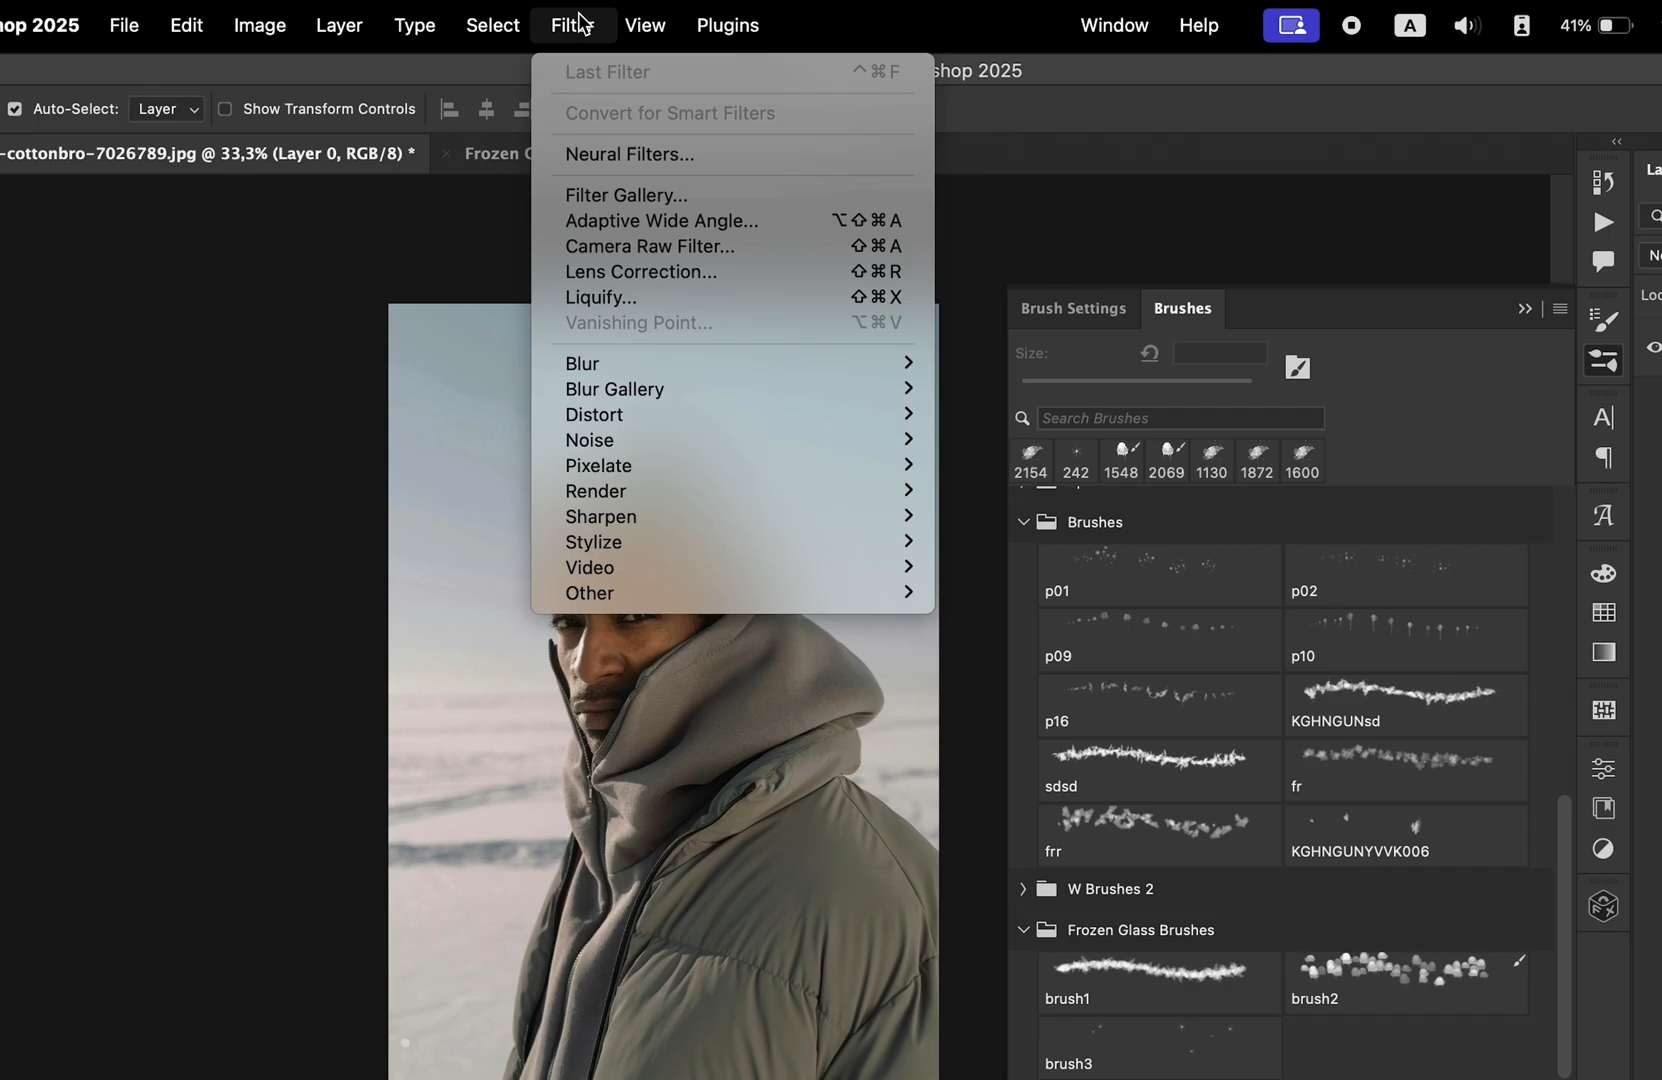 hop 2025 File Edit Image Layer Type Select Filter View Plugins Window Help A 41%
shop 2025
Auto-Select: Layer Show Transform Controls
-cottonbro-7026789.jpg @ 33,3% (Layer 0, RGB/8) * × Frozen
Last Filter ^⌘F
Convert for Smart Filters
Neural Filters...
Filter Gallery...
Adaptive Wide Angle... ⌥⇧⌘A
Camera Raw Filter... ⇧⌘A
Lens Correction... ⇧⌘R
Liquify... ⇧⌘X
Vanishing Point... ⌥⌘V
Blur
Blur Gallery
Distort
Noise
Pixelate
Render
Sharpen
Stylize
Video
Other
Brush Settings Brushes
Size:
Search Brushes
2154 242 1548 2069 1130 1872 1600
Brushes
p01 p02
p09 p10
p16 KGHNGUNsd
sdsd fr
frr KGHNGUNYVVK006
W Brushes 2
Frozen Glass Brushes
brush1 brush2
brush3
La
Loc